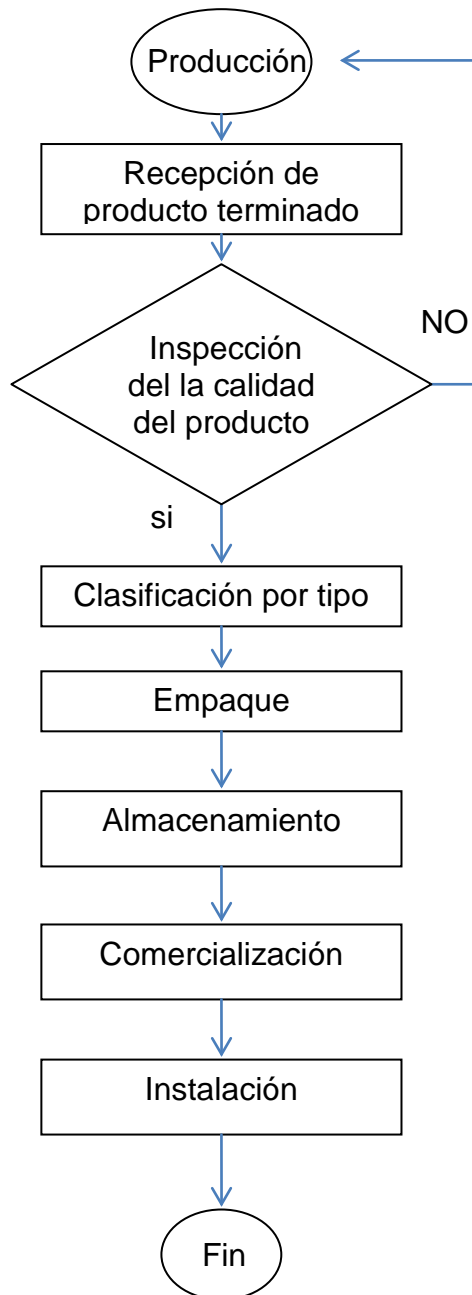 Producción
Recepción de
producto terminado
NO
Inspección
del la calidad
del producto
si
Clasificación por tipo
Empaque
Almacenamiento
Comercialización
Instalación
Fin